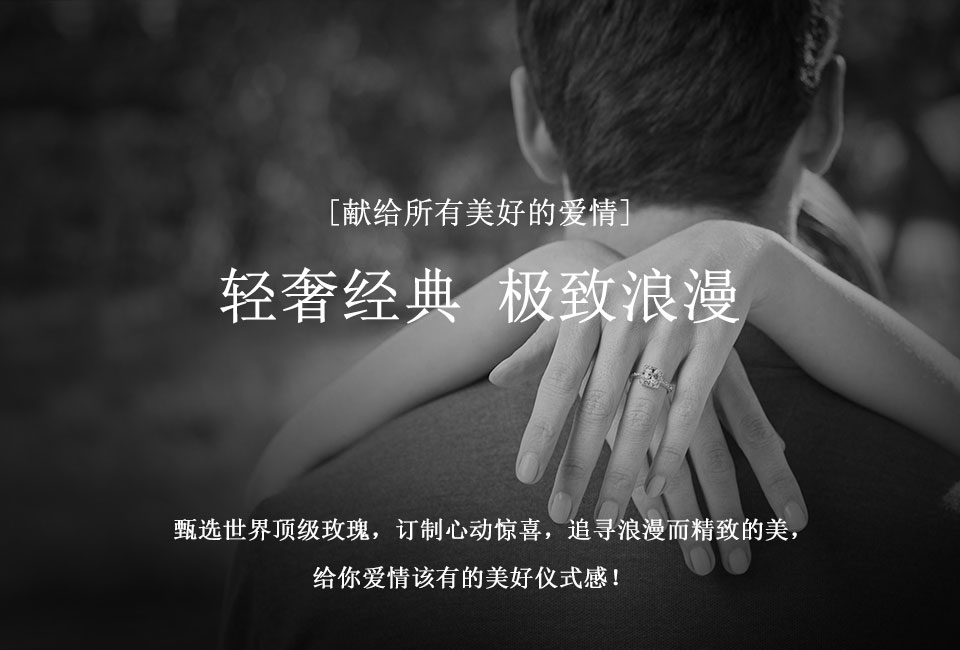 [献给所有美好的爱情]
轻奢经典 极致浪漫
甄选世界顶级玫瑰，订制心动惊喜，追寻浪漫而精致的美，
给你爱情该有的美好仪式感！